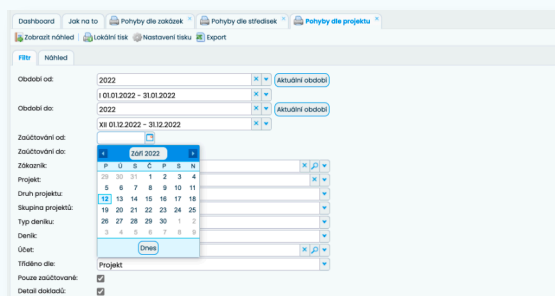 Dashboard Jak na to Pohyby dle zakázek × Pohyby dle středisek × Pohyby dle projektu ×
Zobrazit náhled Lokální tisk Nastavení tisku Export
Filtr Náhled
Období od: 2022 Aktuální období
I 01.01.2022 - 31.01.2022
Období do: 2022 Aktuální období
XII 01.12.2022 - 31.12.2022
Zaúčtování od:
Zaúčtování do:
Září 2022
Zákazník:
P Ú S Č P S N
Projekt:
29 30 31 1 2 3 4
Druh projektu:
5 6 7 8 9 10 11
12 13 14 15 16 17 18
Skupina projektů:
19 20 21 22 23 24 25
Typ deníku:
26 27 28 29 30 1 2
Deník:
3 4 5 6 7 8 9
Účet:
Dnes
Tříděno dle: Projekt
Pouze zaúčtované:
Detail dokladů: